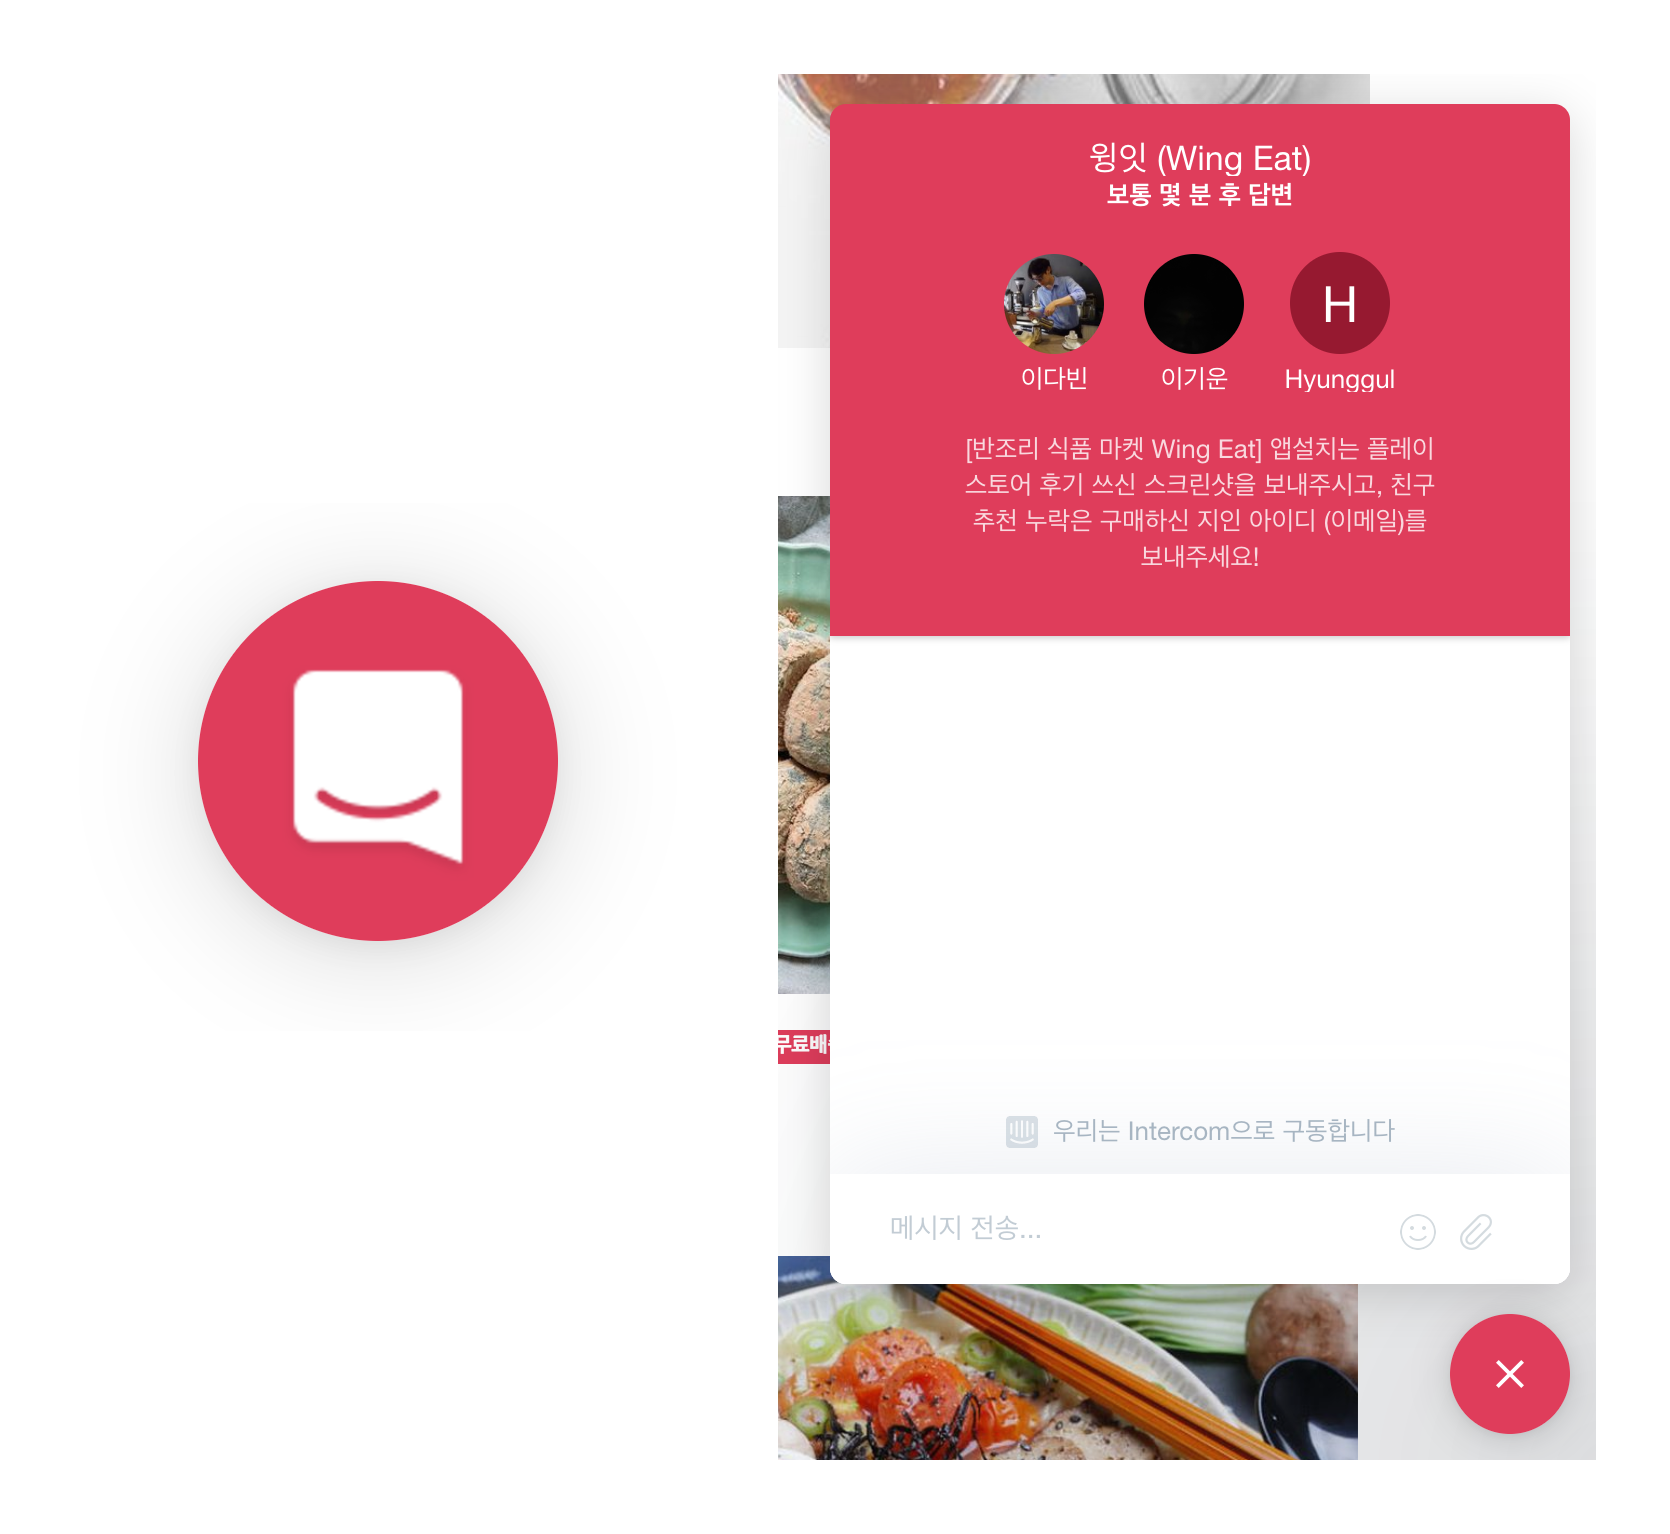 윙잇 (Wing Eat)
보통 몇 분 후 답변
H
이다빈
이기운
Hyunggul
[반조리 식품 마켓 Wing Eat] 앱설치는 플레이
스토어 후기 쓰신 스크린샷을 보내주시고, 친구
추천 누락은 구매하신 지인 아이디 (이메일)를
보내주세요!
무료배
우리는 Intercom으로 구동합니다
메시지 전송...